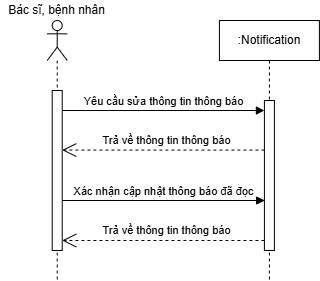 Bác sĩ, bệnh nhân
:Notification
Yêu cầu sửa thông tin thông báo
Trả về thông tin thông báo
Xác nhận cập nhật thông báo đã đọc
Trả về thông tin thông báo